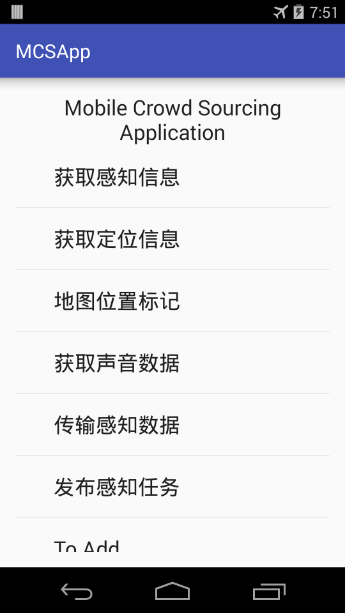 7:51
MCSApp
Mobile Crowd Sourcing
Application
获取感知信息
获取定位信息
地图位置标记
获取声音数据
传输感知数据
发布感知任务
To Add